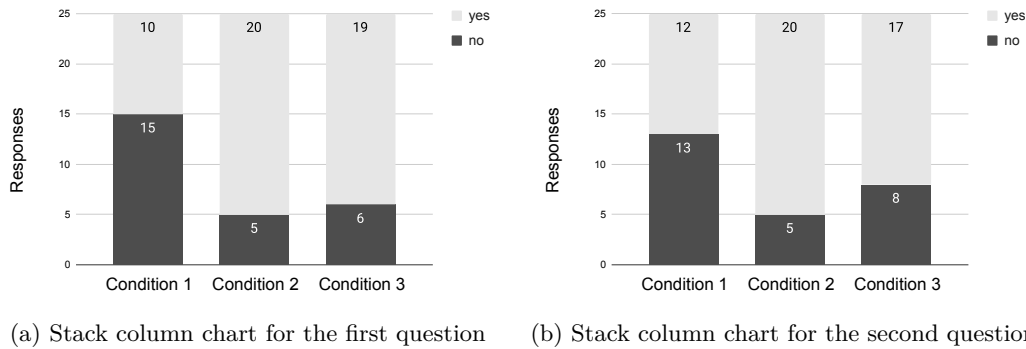 25
20
15
10
5
0
Responses
10
20
19
15
5
6
Condition 1
Condition 2
Condition 3
yes
no
(a) Stack column chart for the first question
25
20
15
10
5
0
Responses
12
20
17
13
5
8
Condition 1
Condition 2
Condition 3
yes
no
(b) Stack column chart for the second question